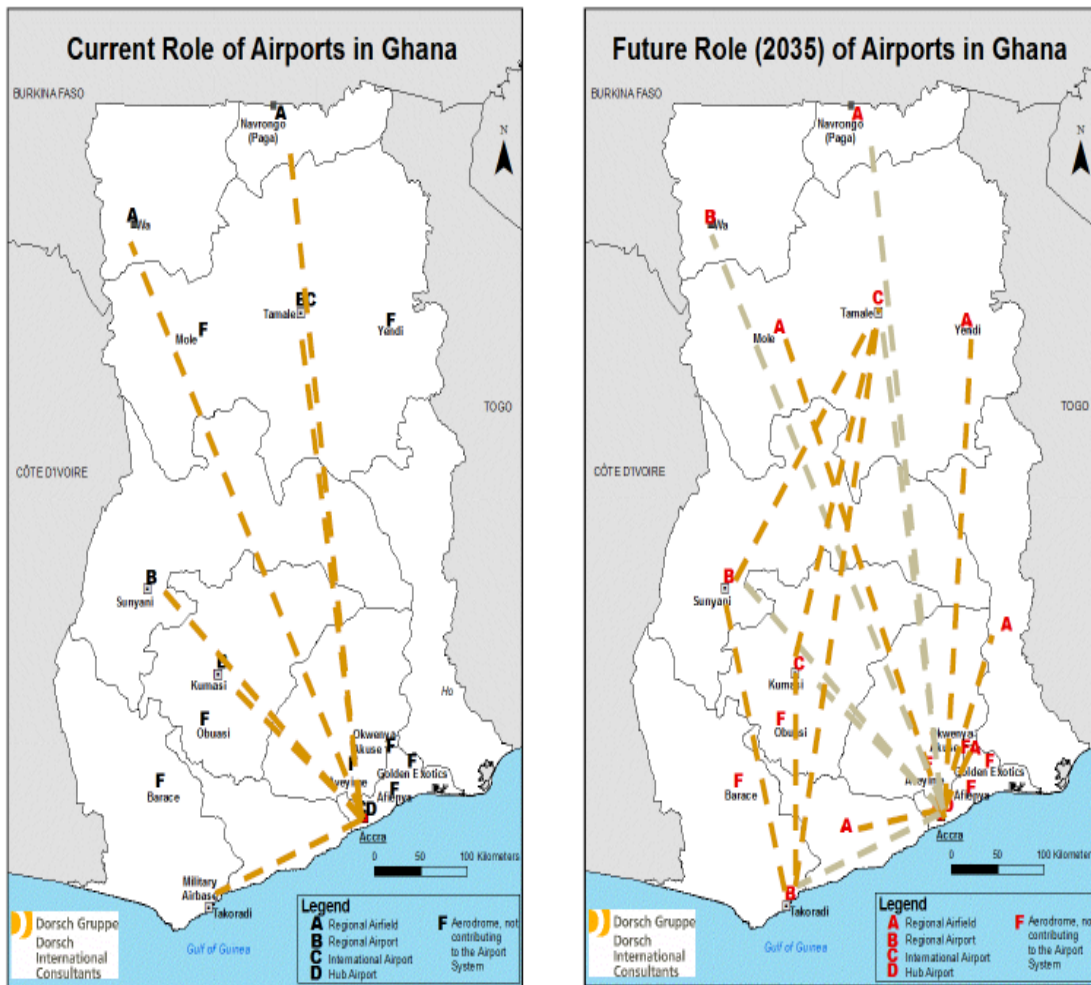 Current Role of Airports in Ghana
BURKINA FASO
N
A
Navrongo
(Paga)
A
Wa
C
Tamale
F
Mole
F
Yendi
TOGO
CÔTE D'IVOIRE
B
Sunyani
Kumasi
Ho
F
Obuasi
F
Barace
Okwenya
Akuse F
F
Golden Exotics
F
F
Afienya
D
Accra
0 50 100 Kilometers
Military
Airbase
Takoradi
Gulf of Guinea
Dorsch Gruppe
Dorsch
International
Consultants
Legend
A Regional Airfield
B Regional Airport
C International Airport
D Hub Airport
F Aerodrome, not
contributing
to the Airport
System
Future Role (2035) of Airports in Ghana
BURKINA FASO
N
A
Navrongo
(Paga)
B
Wa
C
Tamale
A
Mole
A
Yendi
TOGO
CÔTE D'IVOIRE
B
Sunyani
A
C
Kumasi
F
Obuasi
F
Barace
Okwenya
Akuse F A
F
Golden Exotics
F
F
Afienya
A
D
Accra
0 50 100 Kilometers
B
Takoradi
Gulf of Guinea
Dorsch Gruppe
Dorsch
International
Consultants
Legend
A Regional Airfield
B Regional Airport
C International Airport
D Hub Airport
F Aerodrome, no
contributing
to the Airport
System